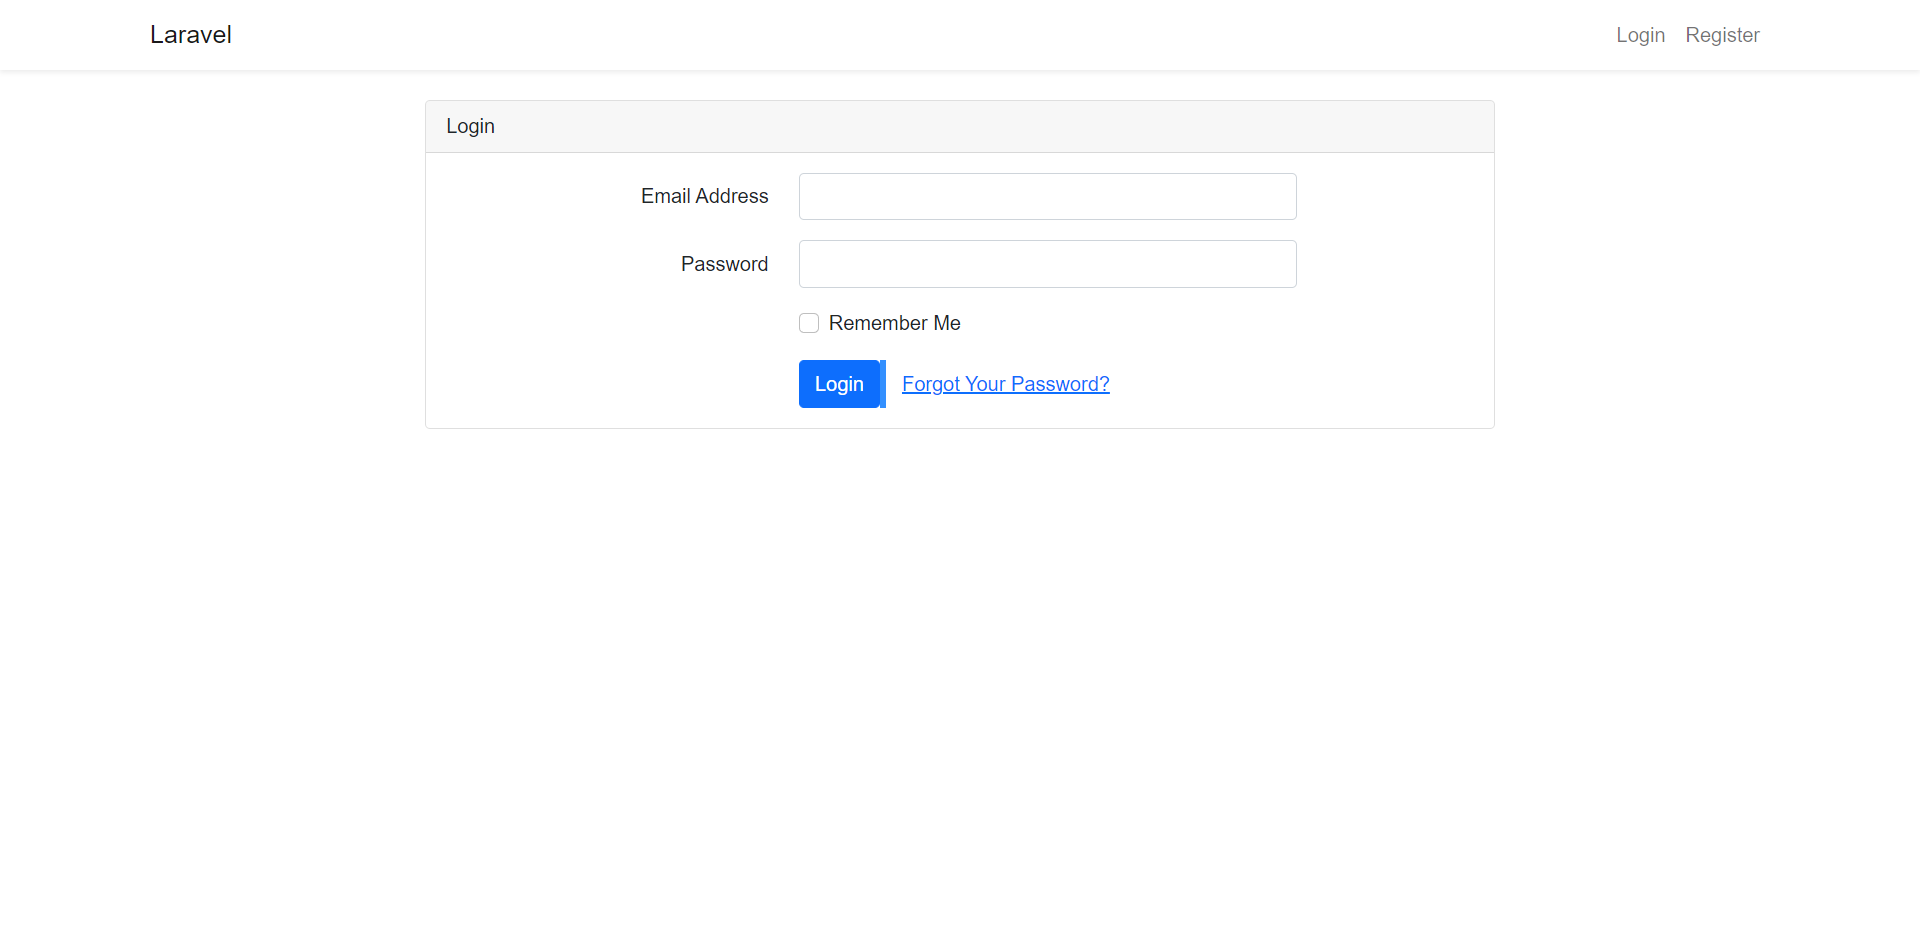 Laravel
Login Register
Login
Email Address
Password
Remember Me
Login Forgot Your Password?